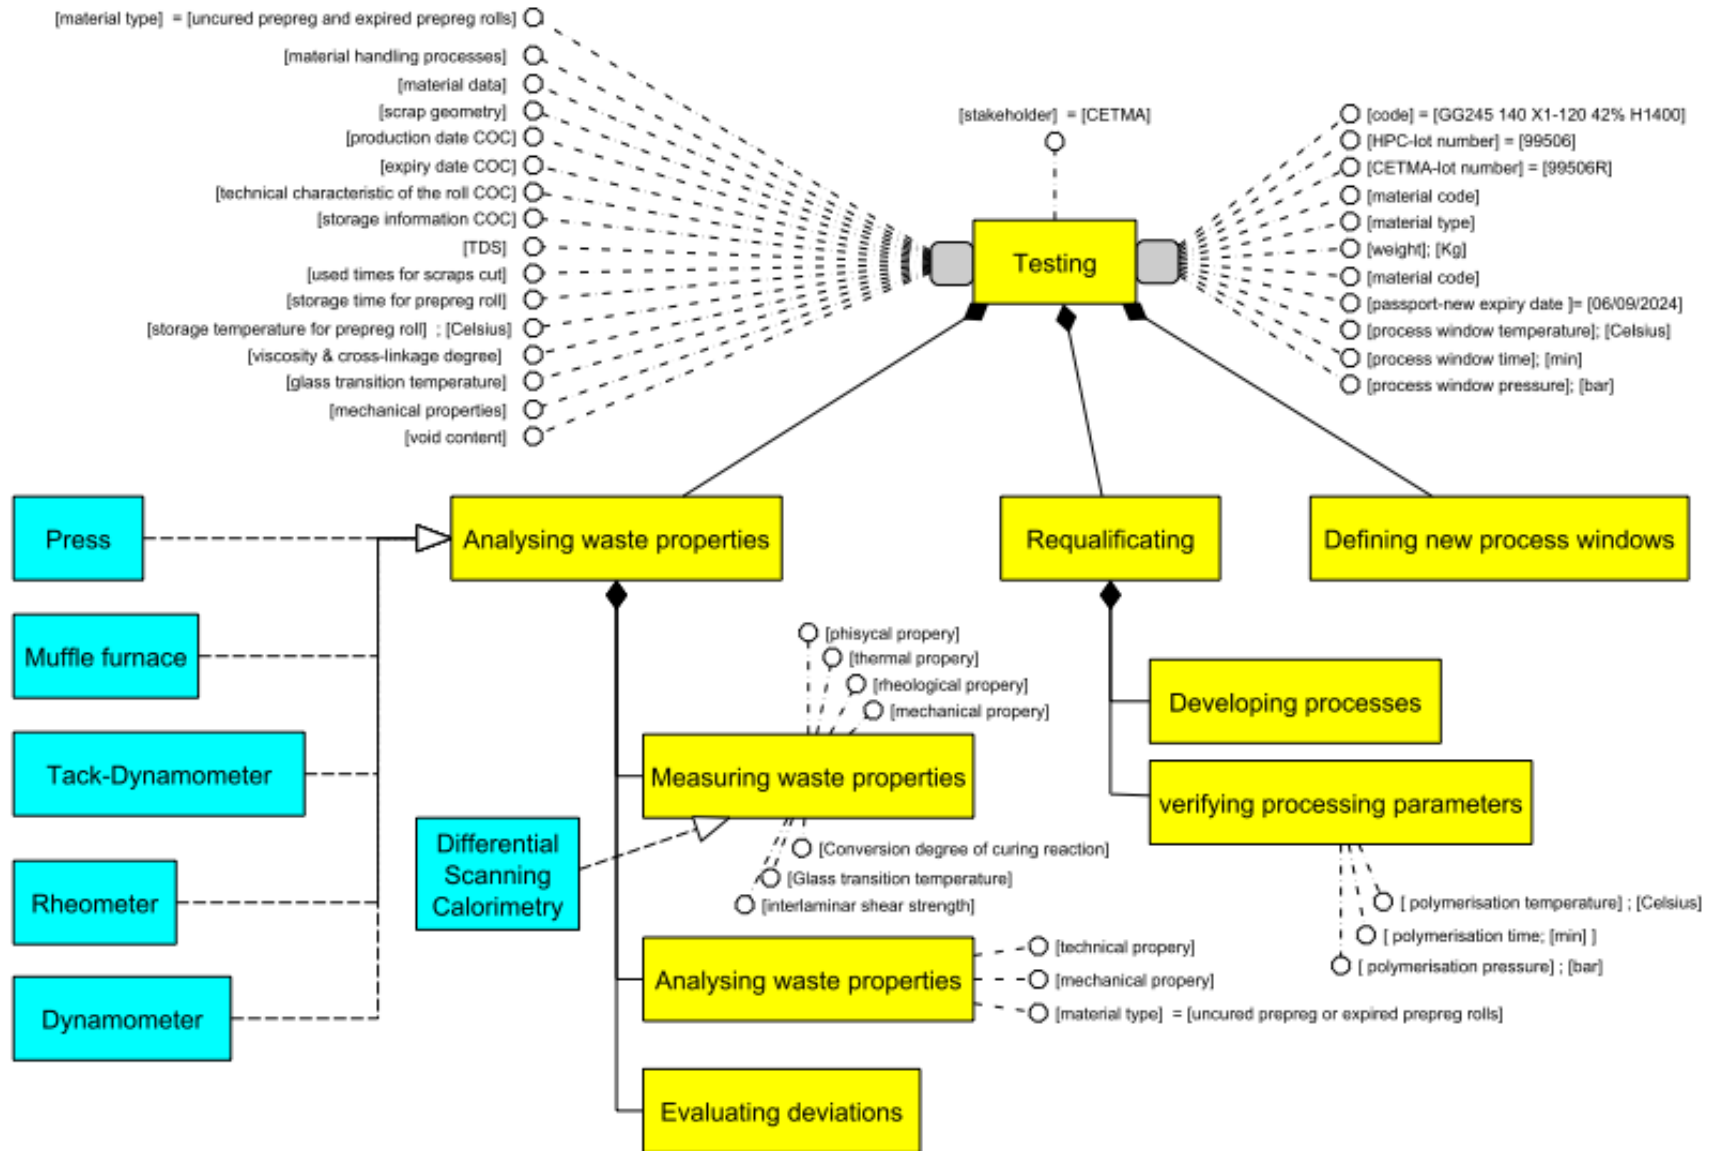 [material type]  = [uncured prepreg and expired prepreg rolls]
[material handling processes]
[material data]
[scrap geometry]
[production date COC]
[expiry date COC]
[technical characteristic of the roll COC]
[storage information COC]
[TDS]
[used times for scraps cut]
[storage time for prepreg roll]
[storage temperature for prepreg roll]  ; [Celsius]
[viscosity & cross-linkage degree]
[glass transition temperature]
[mechanical properties]
[void content]
[stakeholder]  = [CETMA]
Testing
[code] = [GG245 140 X1-120 42% H1400]
[HPC-lot number] = [99506]
[CETMA-lot number] = [99506R]
[material code]
[material type]
[weight]; [Kg]
[material code]
[passport-new expiry date ]= [06/09/2024]
[process window temperature]; [Celsius]
[process window time]; [min]
[process window pressure]; [bar]
Press
Muffle furnace
Tack-Dynamometer
Rheometer
Dynamometer
Analysing waste properties
Requalificating
Defining new process windows
[phisycal propery]
[thermal propery]
[rheological propery]
[mechanical propery]
Measuring waste properties
Differential
Scanning
Calorimetry
[Conversion degree of curing reaction]
[Glass transition temperature]
[interlaminar shear strength]
Analysing waste properties
[technical propery]
[mechanical propery]
[material type]  = [uncured prepreg or expired prepreg rolls]
Evaluating deviations
Developing processes
verifying processing parameters
[ polymerisation temperature] ; [Celsius]
[ polymerisation time; [min] ]
[ polymerisation pressure] ; [bar]